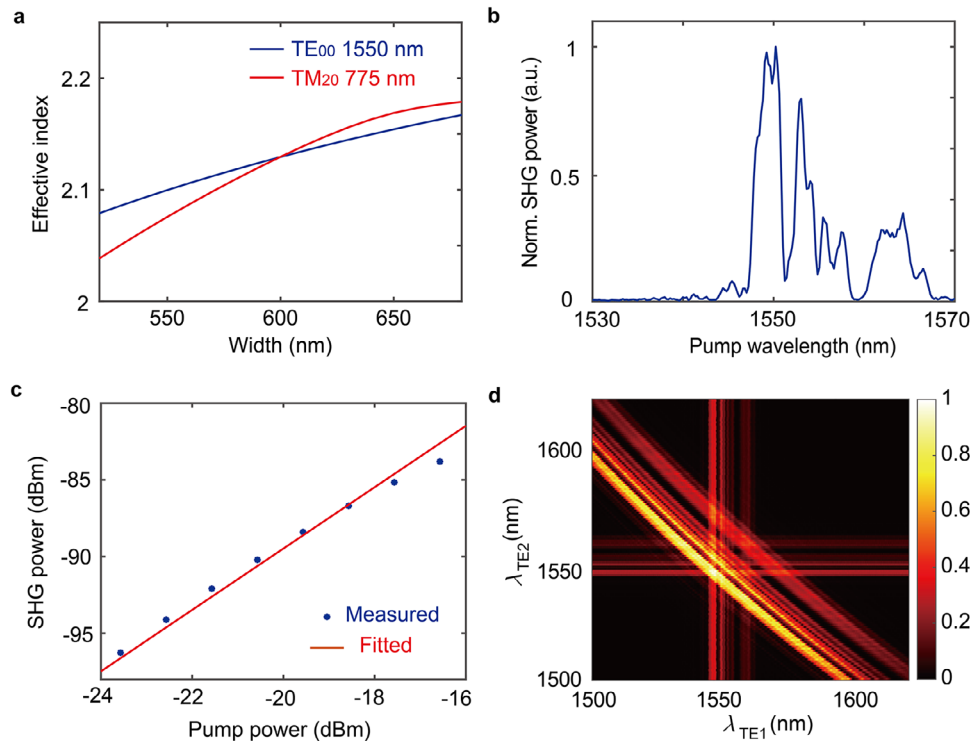 a
TE00 1550 nm
TM20 775 nm
2.2
2.1
2
550
600
650
Effective index
Width (nm)
b
1
0.5
0
1530
1550
1570
Norm. SHG power (a.u.)
Pump wavelength (nm)
c
-80
-85
-90
-95
-24
-22
-20
-18
-16
SHG power (dBm)
Pump power (dBm)
Measured
Fitted
d
1600
1550
1500
1500
1550
1600
λTE2 (nm)
λTE1 (nm)
1
0.8
0.6
0.4
0.2
0